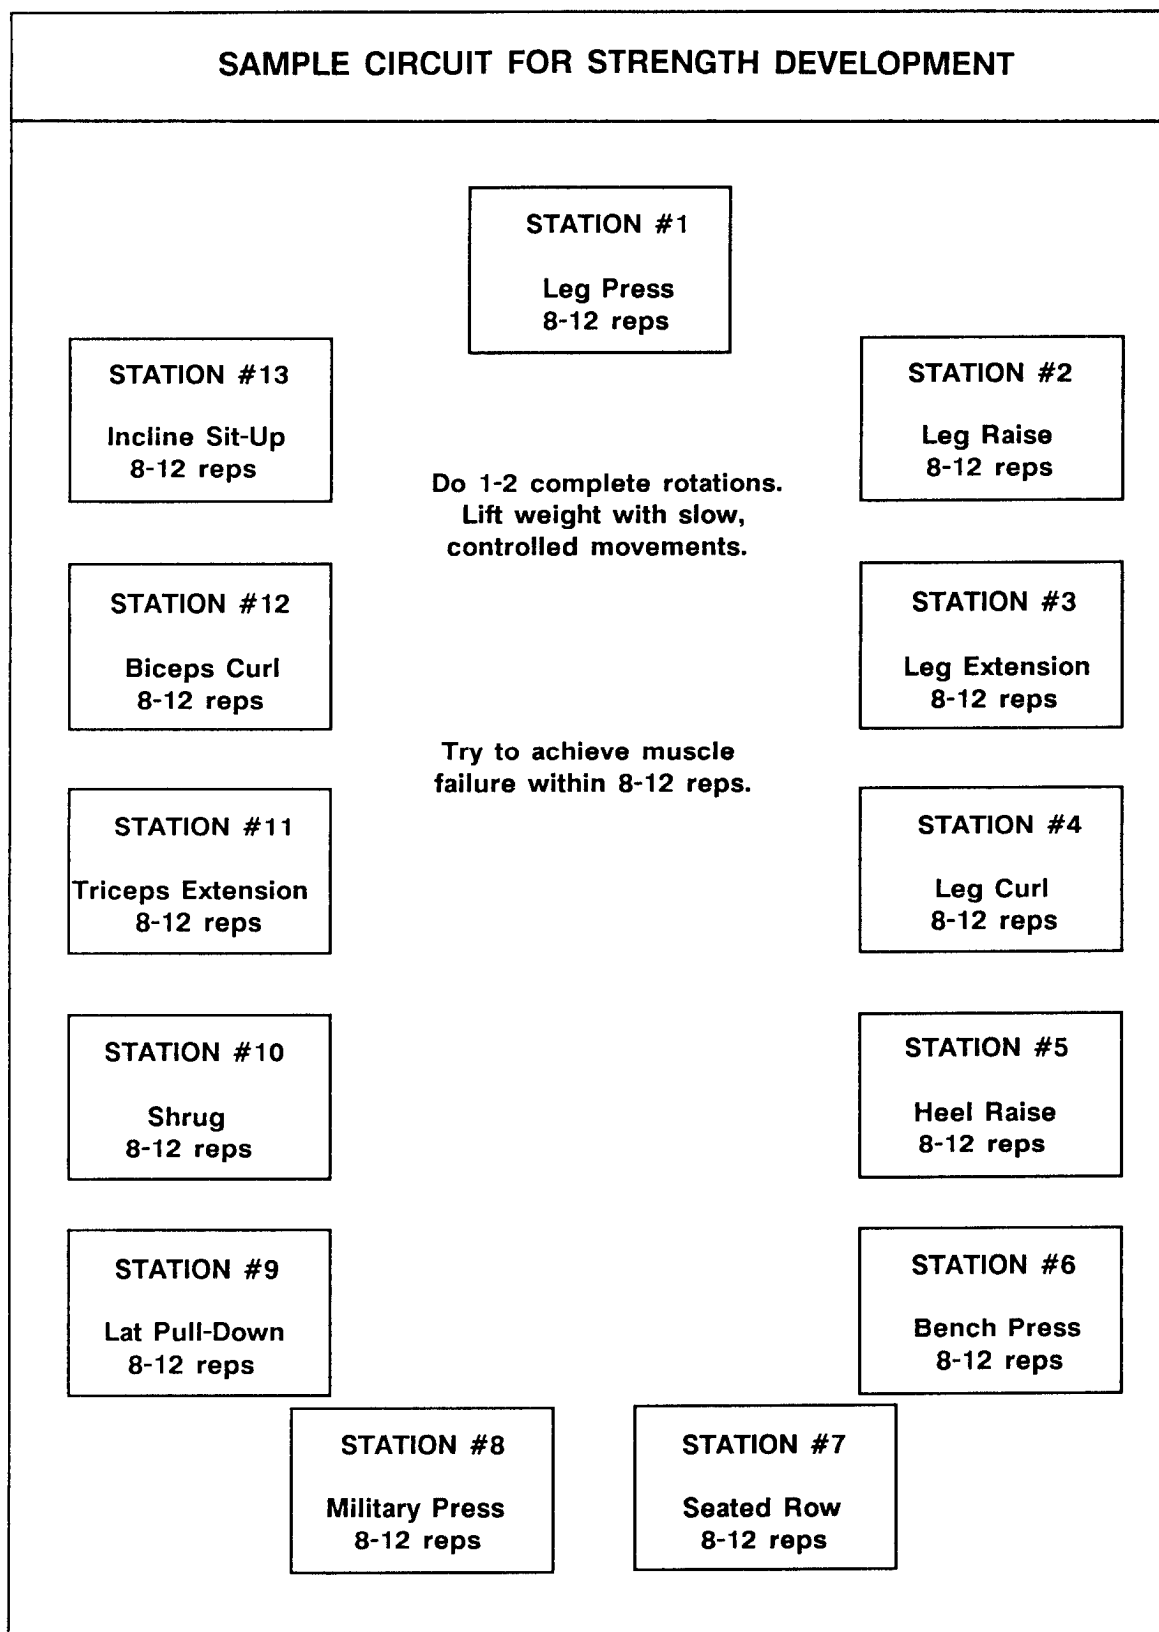 SAMPLE CIRCUIT FOR STRENGTH DEVELOPMENT
STATION #1
Leg Press
8-12 reps
STATION #2
Leg Raise
8-12 reps
STATION #3
Leg Extension
8-12 reps
STATION #4
Leg Curl
8-12 reps
STATION #5
Heel Raise
8-12 reps
STATION #6
Bench Press
8-12 reps
STATION #7
Seated Row
8-12 reps
STATION #8
Military Press
8-12 reps
STATION #9
Lat Pull-Down
8-12 reps
STATION #10
Shrug
8-12 reps
STATION #11
Triceps Extension
8-12 reps
STATION #12
Biceps Curl
8-12 reps
STATION #13
Incline Sit-Up
8-12 reps
Do 1-2 complete rotations.
Lift weight with slow,
controlled movements.
Try to achieve muscle
failure within 8-12 reps.